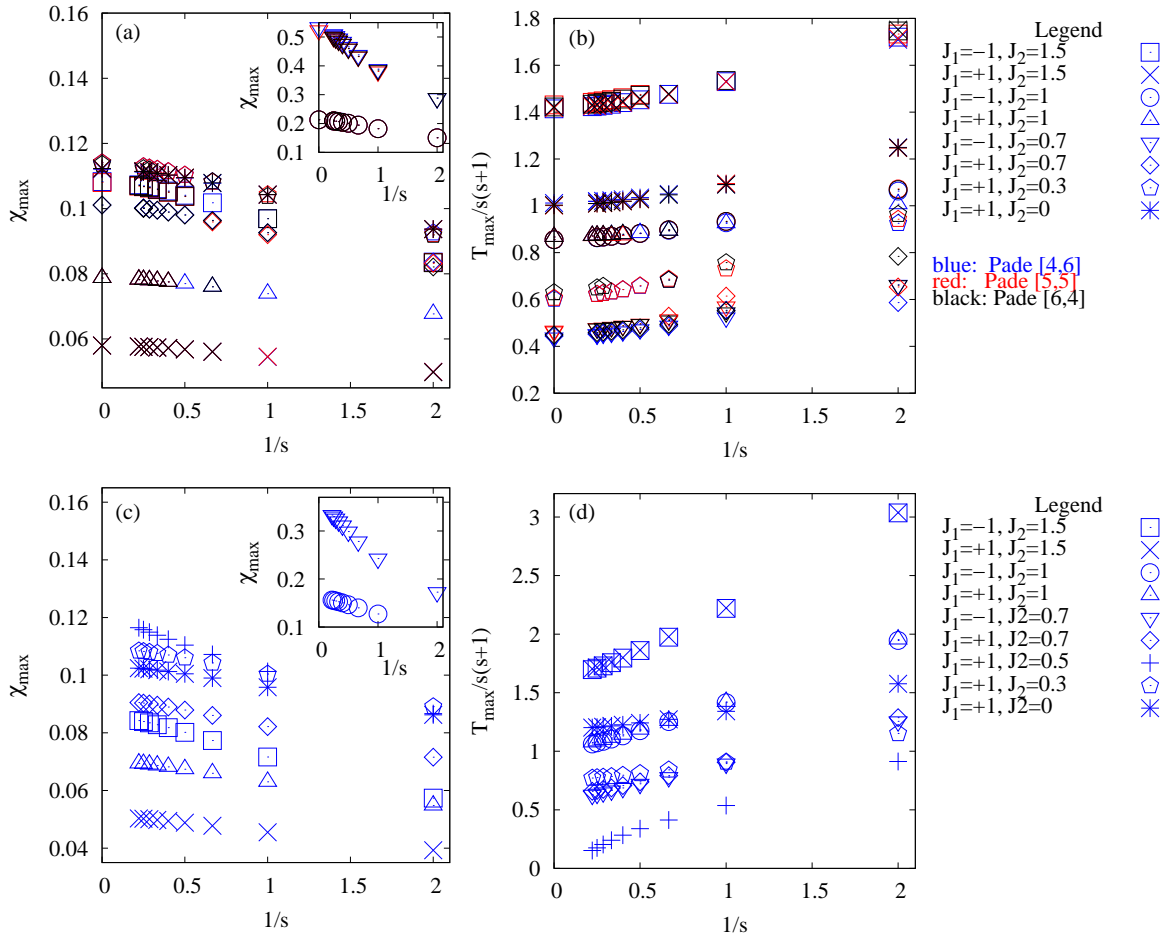 (a)
χmax
0.16
0.14
0.12
0.1
0.08
0.06
0 0.5 1 1.5 2
1/s
χmax
0.5
0.4
0.3
0.2
0.1
0 1 2
1/s
(b)
Tmax/s(s+1)
1.8
1.6
1.4
1.2
1
0.8
0.6
0.4
0.2
0 0.5 1 1.5 2
1/s
Legend
J1=−1, J2=1.5
J1=+1, J2=1.5
J1=−1, J2=1
J1=+1, J2=1
J1=−1, J2=0.7
J1=+1, J2=0.7
J1=+1, J2=0.3
J1=+1, J2=0
blue: Pade [4,6]
red: Pade [5,5]
black: Pade [6,4]
(c)
χmax
0.16
0.14
0.12
0.1
0.08
0.06
0.04
0 0.5 1 1.5 2
1/s
χmax
0.3
0.2
0.1
0 1 2
1/s
(d)
Tmax/s(s+1)
3
2.5
2
1.5
1
0.5
0
0 0.5 1 1.5 2
1/s
Legend
J1=−1, J2=1.5
J1=+1, J2=1.5
J1=−1, J2=1
J1=+1, J2=1
J1=−1, J2=0.7
J1=+1, J2=0.7
J1=+1, J2=0.5
J1=+1, J2=0.3
J1=+1, J2=0